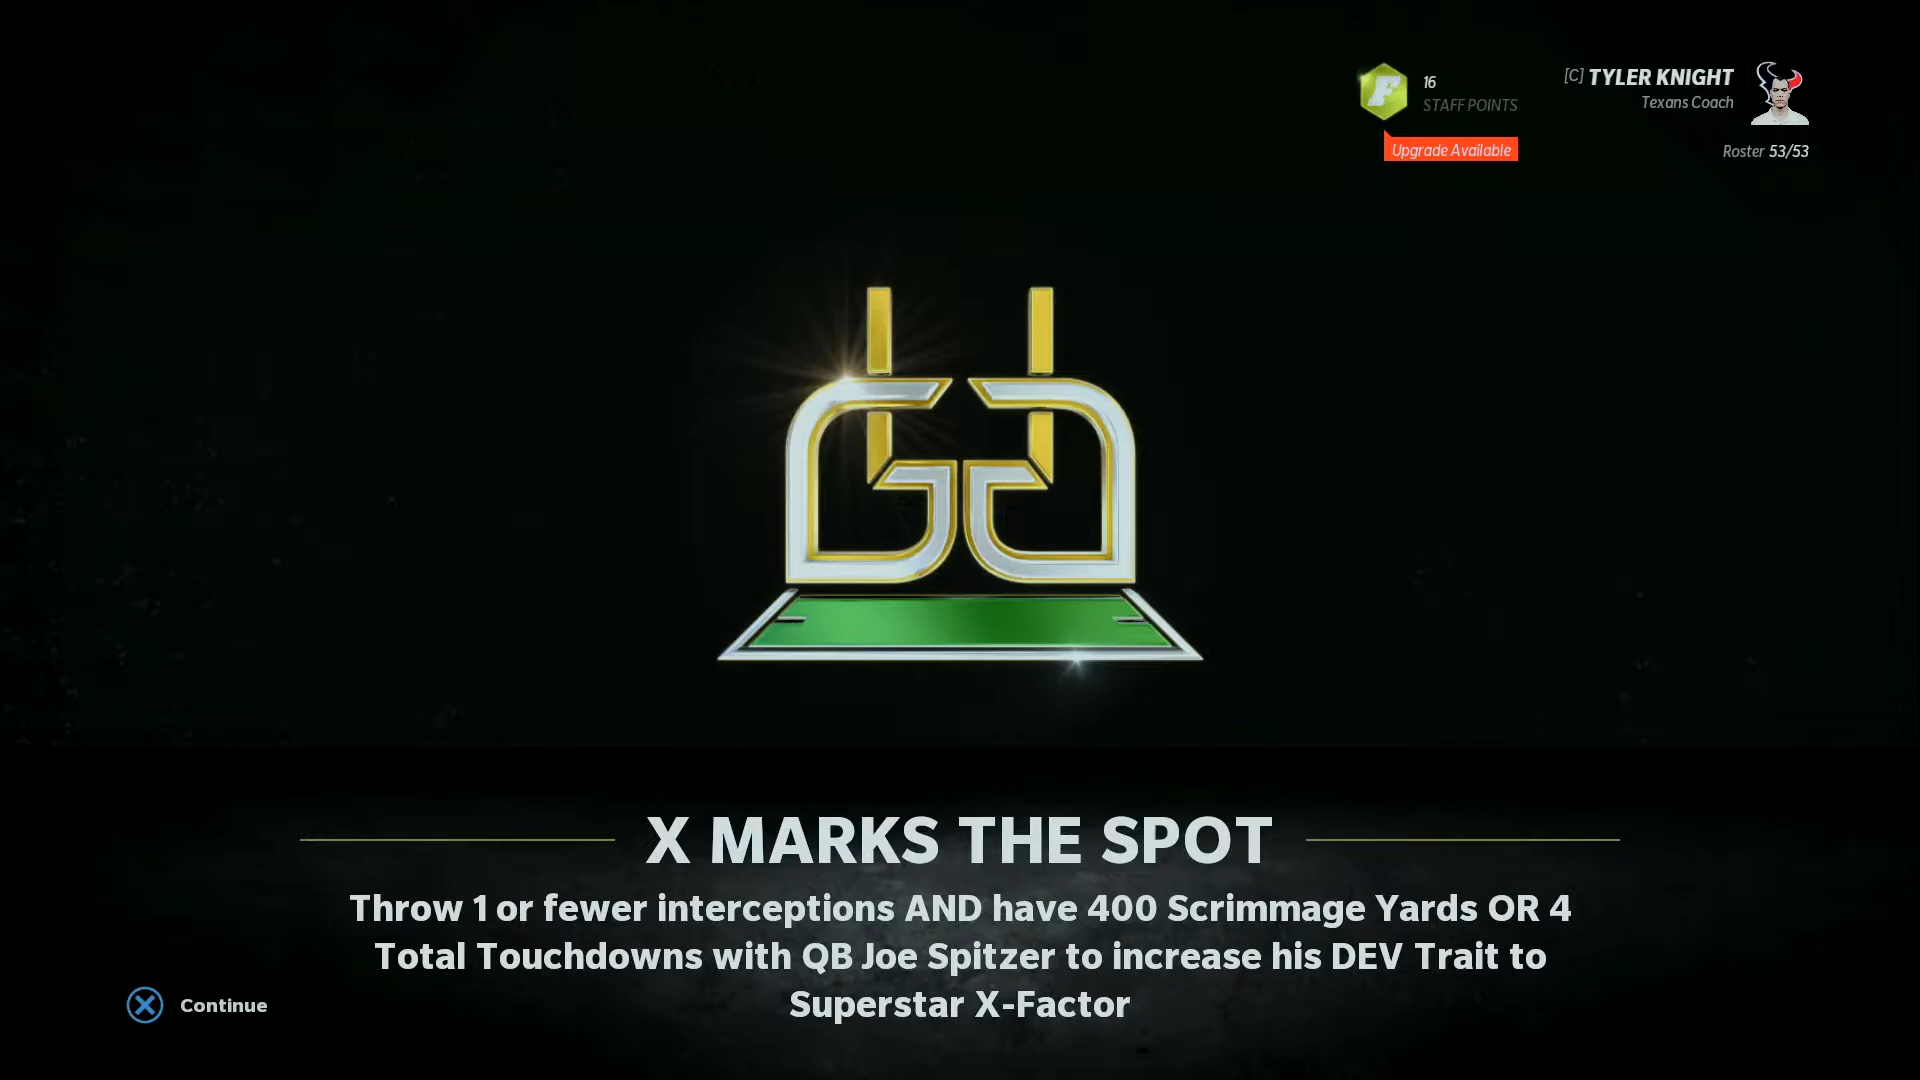 16
STAFF POINTS
Upgrade Available
[C] TYLER KNIGHT
Texans Coach
Roster 53/53
X MARKS THE SPOT
Throw 1 or fewer interceptions AND have 400 Scrimmage Yards OR 4
Total Touchdowns with QB Joe Spitzer to increase his DEV Trait to
Superstar X-Factor
Continue